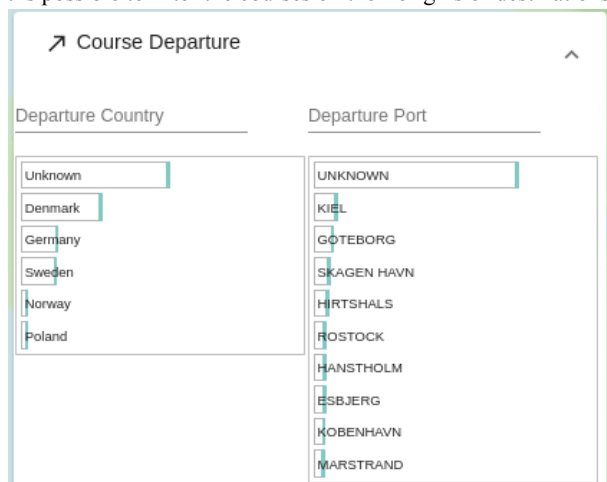 Course Departure
Departure Country
Departure Port
Unknown
Denmark
Germany
Sweden
Norway
Poland
UNKNOWN
KIEL
GOTEBORG
SKAGEN HAVN
HIRTSHALS
ROSTOCK
HANSTHOLM
ESBJERG
KOBENHAVN
MARSTRAND